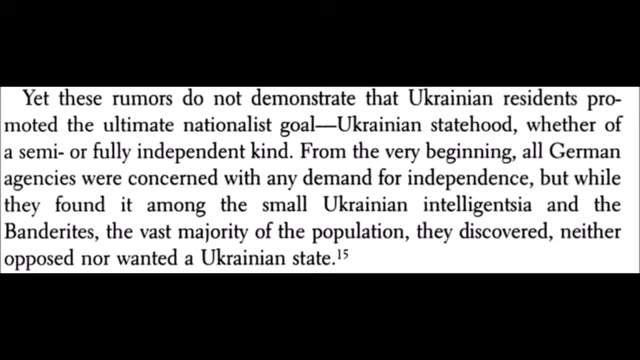 Yet these rumors do not demonstrate that Ukrainian residents pro-
moted the ultimate nationalist goal—Ukrainian statehood, whether of
a semi- or fully independent kind. From the very beginning, all German
agencies were concerned with any demand for independence, but while
they found it among the small Ukrainian intelligentsia and the
Banderites, the vast majority of the population, they discovered, neither
opposed nor wanted a Ukrainian state.¹⁵